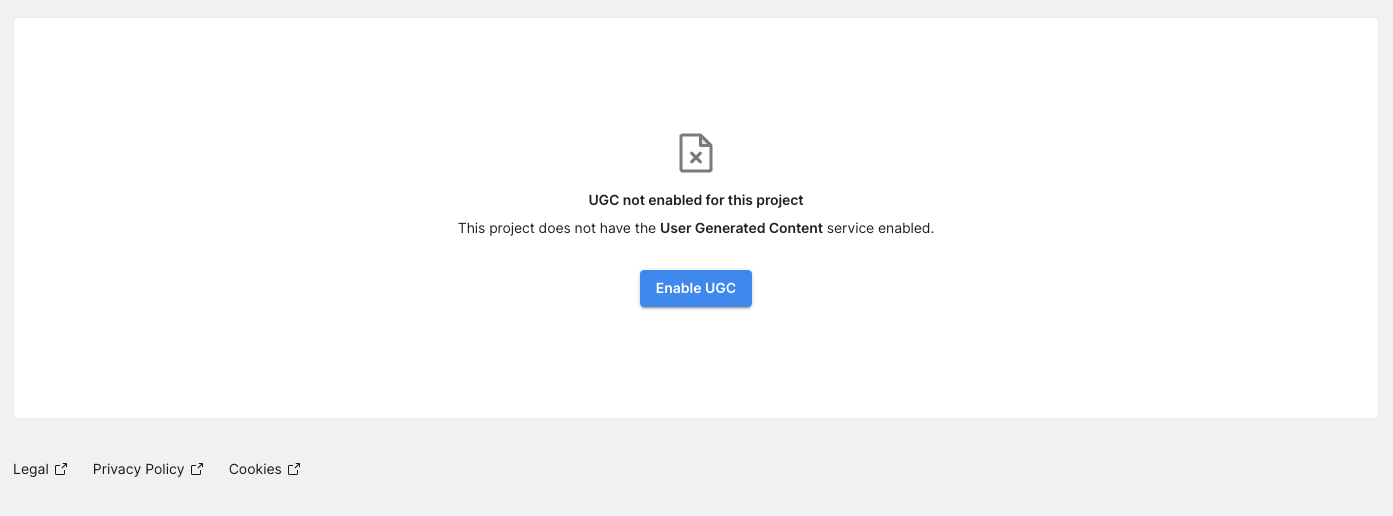 UGC not enabled for this project
This project does not have the User Generated Content service enabled.
Enable UGC
Legal Privacy Policy Cookies